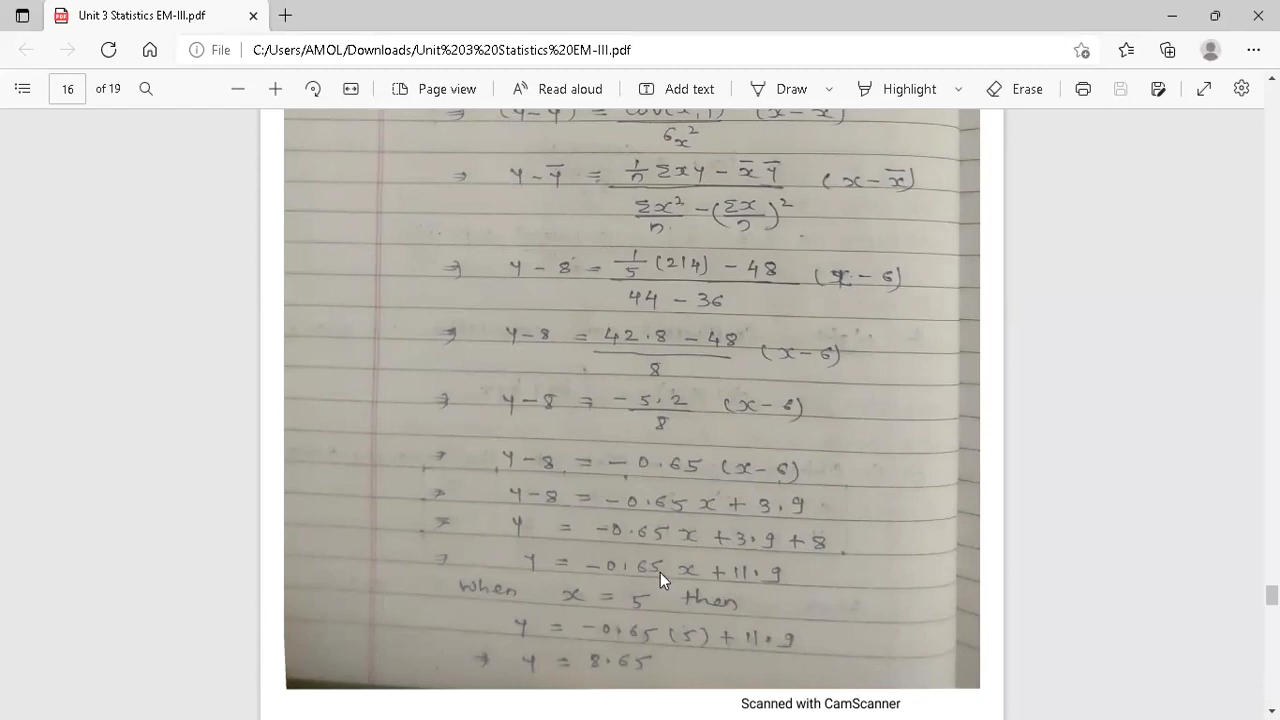 Unit 3 Statistics EM-III.pdf
File C:/Users/AMOL/Downloads/Unit%203%20Statistics%20EM-III.pdf
16 of 19 Page view Read aloud Add text Draw Highlight Erase
⇒ (y-ȳ) = cov(x,y) / σx² (x-x̄)
⇒ y-ȳ = (1/n Σxy - x̄ȳ) / (Σx²/n - (Σx/n)²) (x-x̄)
⇒ y-8 = (1/5 (214) - 48) / (44-36) (x-6)
⇒ y-8 = (42.8-48) / 8 (x-6)
⇒ y-8 = -5.2 / 8 (x-6)
⇒ y-8 = -0.65 (x-6)
⇒ y-8 = -0.65 x + 3.9
⇒ y = -0.65 x + 3.9 + 8
⇒ y = -0.65 x + 11.9
when x = 5 then
y = -0.65 (5) + 11.9
⇒ y = 8.65
Scanned with CamScanner